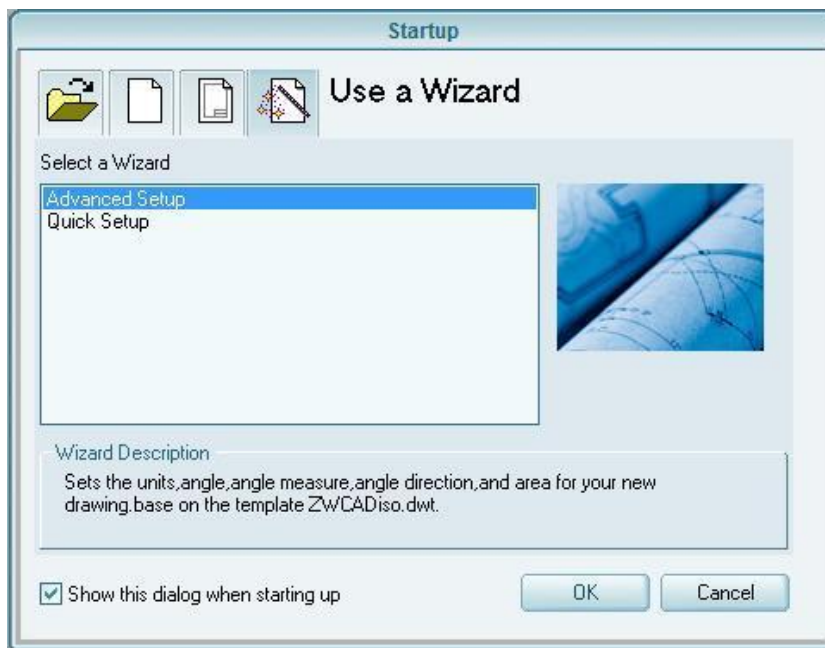 Startup
Use a Wizard
Select a Wizard
Advanced Setup
Quick Setup
Wizard Description
Sets the units,angle,angle measure,angle direction,and area for your new
drawing.base on the template ZWCADiso.dwt.
Show this dialog when starting up
OK
Cancel